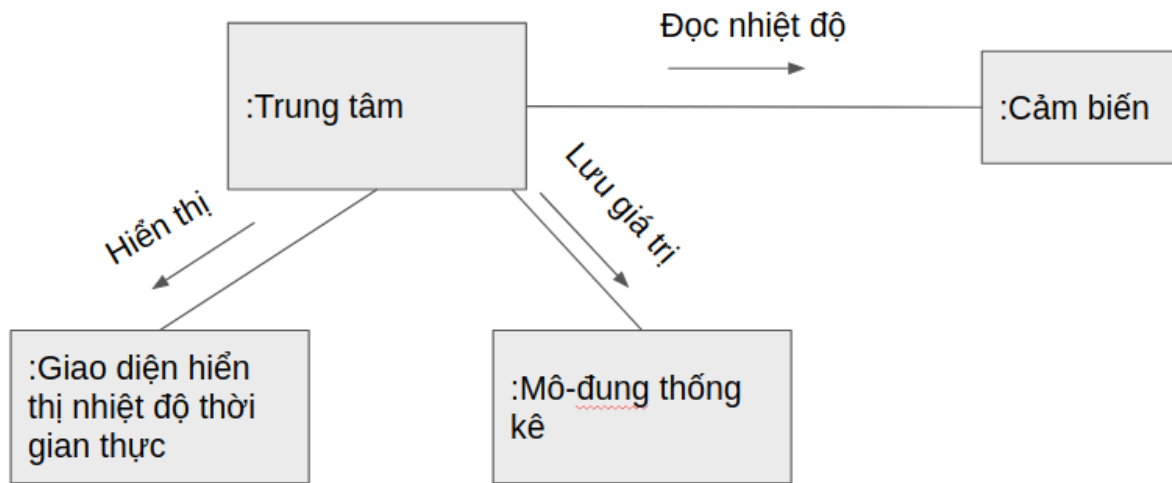 Đọc nhiệt độ
:Trung tâm
:Cảm biến
Lưu giá trị
Hiển thị
:Giao diện hiển
thị nhiệt độ thời
gian thực
:Mô-đung thống
kê